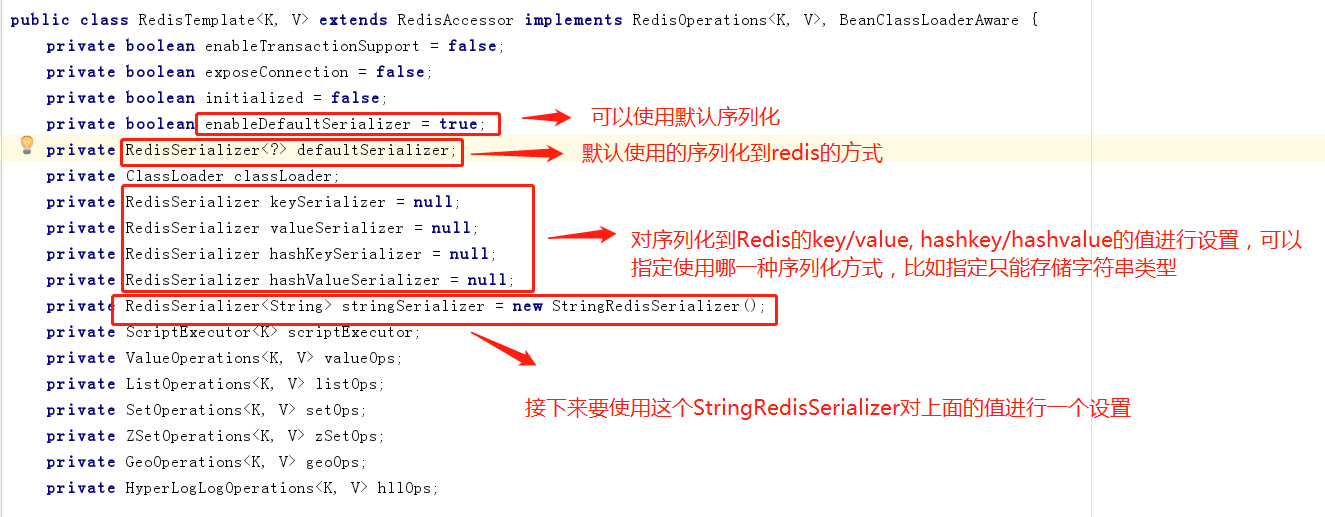 public class RedisTemplate<K, V> extends RedisAccessor implements RedisOperations<K, V>, BeanClassLoaderAware {
private boolean enableTransactionSupport = false;
private boolean exposeConnection = false;
private boolean initialized = false;
private boolean enableDefaultSerializer = true;
可以使用默认序列化
private RedisSerializer<?> defaultSerializer;
默认使用的序列化到redis的方式
private ClassLoader classLoader;
private RedisSerializer keySerializer = null;
private RedisSerializer valueSerializer = null;
private RedisSerializer hashKeySerializer = null;
private RedisSerializer hashValueSerializer = null;
对序列化到Redis的key/value, hashkey/hashvalue的值进行设置，可以
指定使用哪一种序列化方式，比如指定只能存储字符串类型
private RedisSerializer<String> stringSerializer = new StringRedisSerializer();
private ScriptExecutor<K> scriptExecutor;
private ValueOperations<K, V> valueOps;
private ListOperations<K, V> listOps;
private SetOperations<K, V> setOps;
接下来要使用这个StringRedisSerializer对上面的值进行一个设置
private ZSetOperations<K, V> zSetOps;
private GeoOperations<K, V> geoOps;
private HyperLogLogOperations<K, V> hllOps;